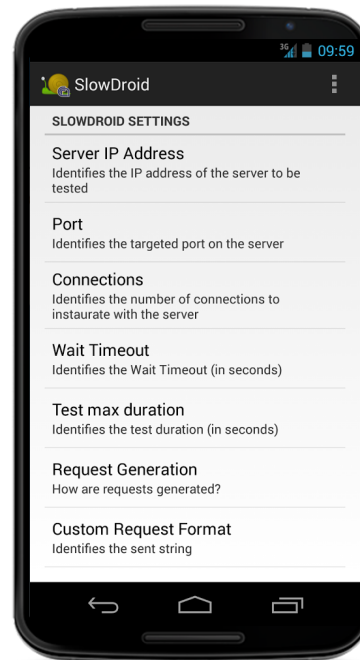 3G 09:59
SlowDroid
SLOWDROID SETTINGS
Server IP Address
Identifies the IP address of the server to be
tested
Port
Identifies the targeted port on the server
Connections
Identifies the number of connections to
instaurate with the server
Wait Timeout
Identifies the Wait Timeout (in seconds)
Test max duration
Identifies the test duration (in seconds)
Request Generation
How are requests generated?
Custom Request Format
Identifies the sent string